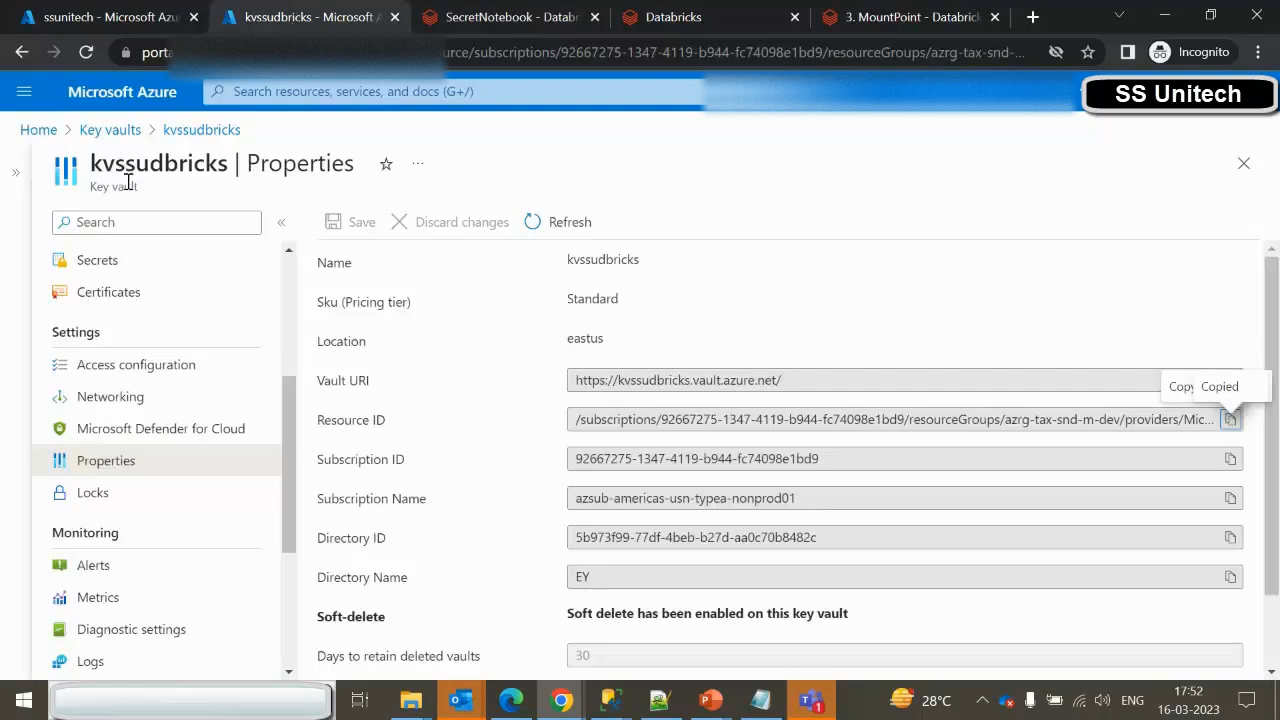 ssunitech - Microsoft Azure
kvssudbricks - Microsoft A
SecretNotebook - Databr
Databricks
3. MountPoint - Databrick
porta
rce/subscriptions/92667275-1347-4119-b944-fc74098e1bd9/resourceGroups/azrg-tax-snd-m-de...
Incognito
Microsoft Azure
Search resources, services, and docs (G+/)
SS Unitech
Home > Key vaults > kvssudbricks
kvssudbricks | Properties
Key vault
Search
Save
Discard changes
Refresh
Secrets
Certificates
Settings
Access configuration
Networking
Microsoft Defender for Cloud
Properties
Locks
Monitoring
Alerts
Metrics
Diagnostic settings
Logs
Name
kvssudbricks
Sku (Pricing tier)
Standard
Location
eastus
Vault URI
https://kvssudbricks.vault.azure.net/
Copy
Copied
Resource ID
/subscriptions/92667275-1347-4119-b944-fc74098e1bd9/resourceGroups/azrg-tax-snd-m-dev/providers/Mic...
Subscription ID
92667275-1347-4119-b944-fc74098e1bd9
Subscription Name
azsub-americas-usn-typea-nonprod01
Directory ID
5b973f99-77df-4beb-b27d-aa0c70b8482c
Directory Name
EY
Soft-delete
Soft delete has been enabled on this key vault
Days to retain deleted vaults
30
28°C
ENG
17:52
16-03-2023